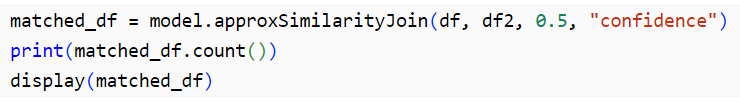 matched_df = model.approxSimilarityJoin(df, df2, 0.5, "confidence")
print(matched_df.count())
display(matched_df)